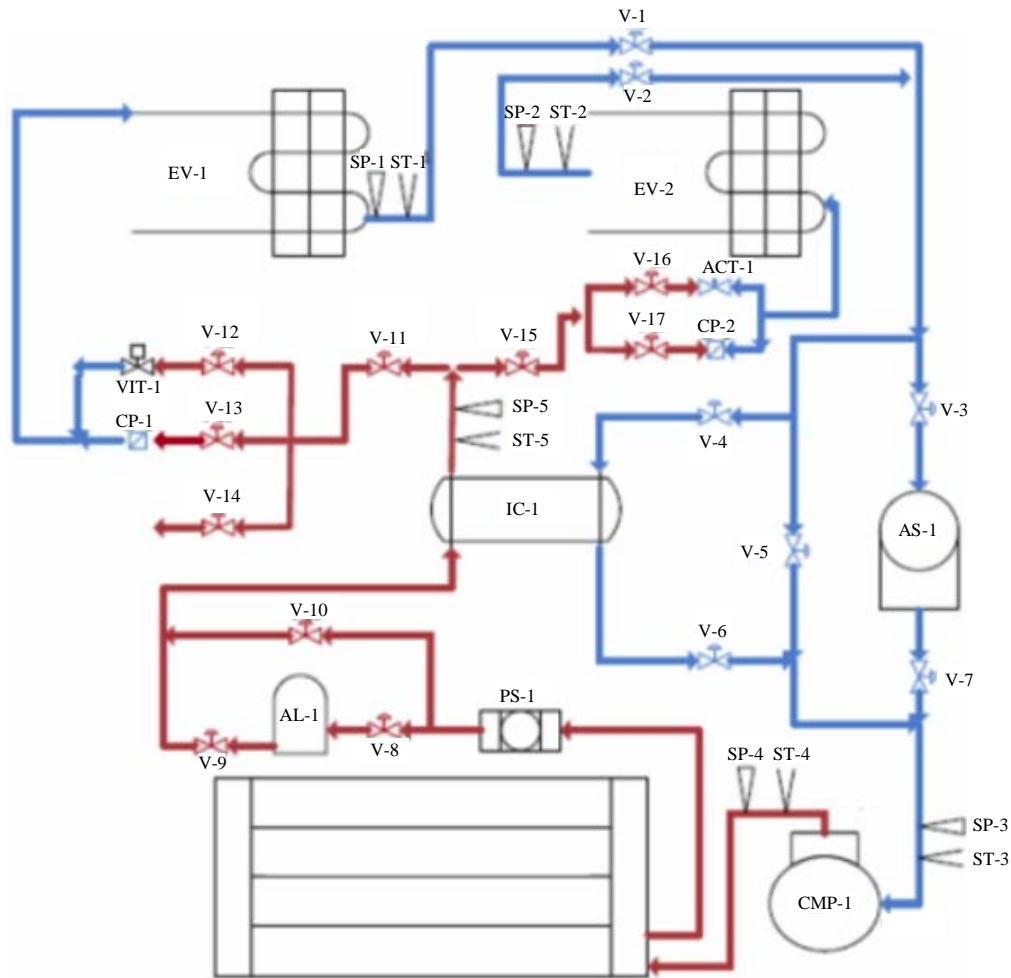 V-1
V-2
SP-2 ST-2
SP-1 ST-1
EV-1
EV-2
V-16
ACT-1
V-17
CP-2
V-12
V-11
V-15
VIT-1
SP-5
V-3
CP-1
V-13
V-4
ST-5
V-14
IC-1
AS-1
V-5
V-10
V-6
V-7
PS-1
AL-1
V-8
V-9
SP-4 ST-4
SP-3
ST-3
CMP-1